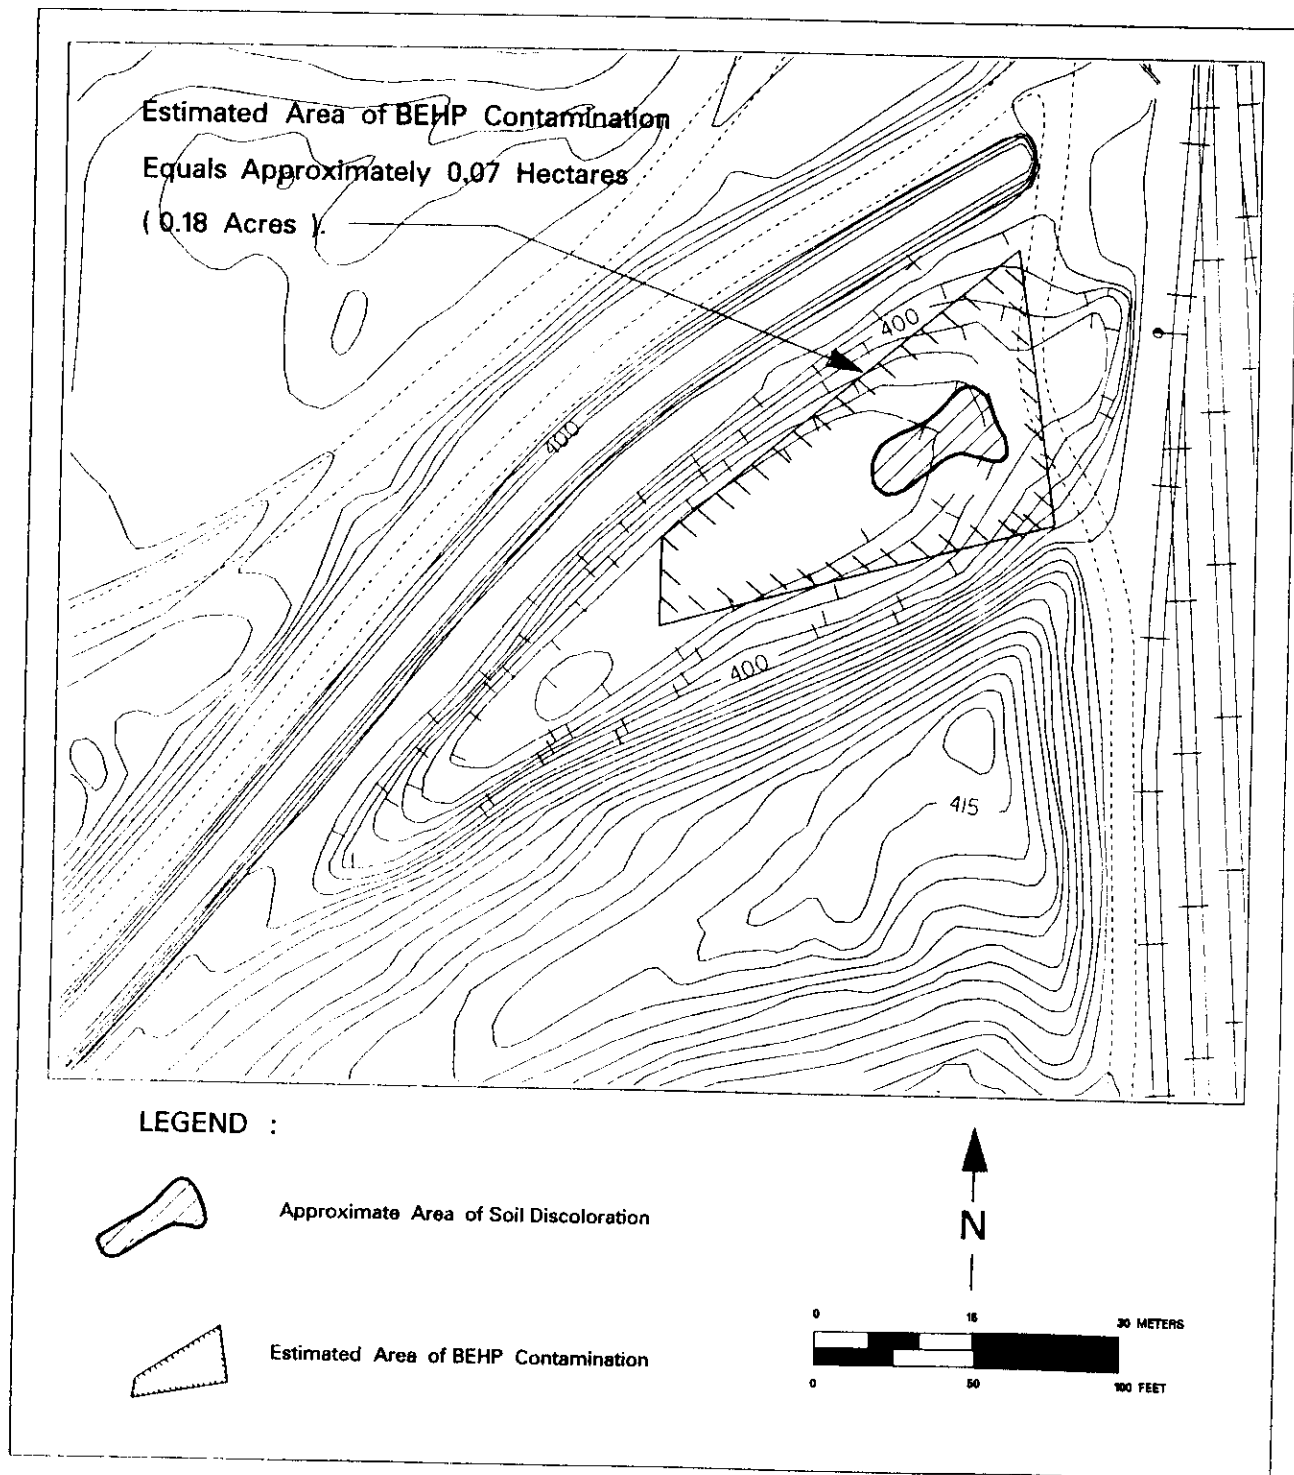 Estimated Area of BEHP Contamination
Equals Approximately 0.07 Hectares
( 0.18 Acres ).
400
400
400
415
LEGEND :
Approximate Area of Soil Discoloration
Estimated Area of BEHP Contamination
N
0 15 30 METERS
0 50 100 FEET